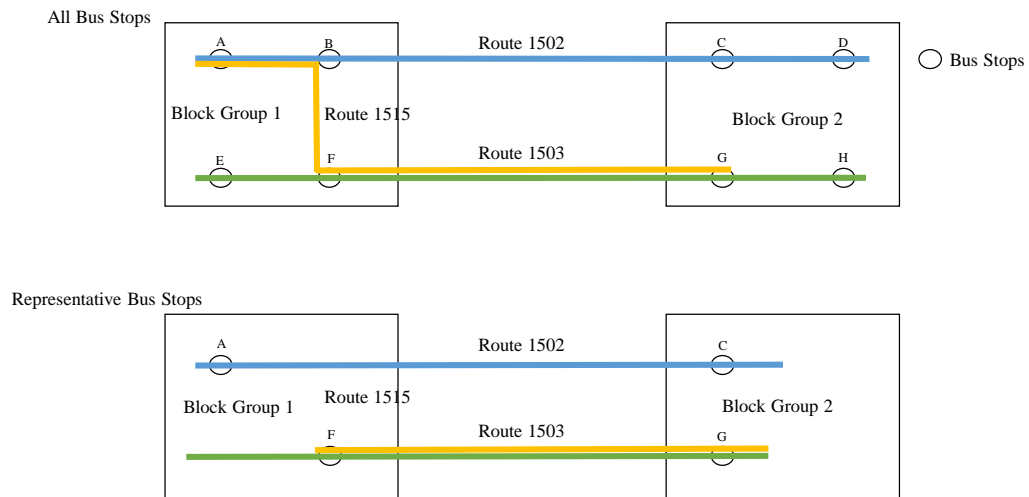 All Bus Stops
A
B
Route 1502
C
D
Bus Stops
Block Group 1
Route 1515
Block Group 2
Route 1503
E
F
G
H
Representative Bus Stops
A
Route 1502
C
Route 1515
Block Group 1
Block Group 2
Route 1503
F
G